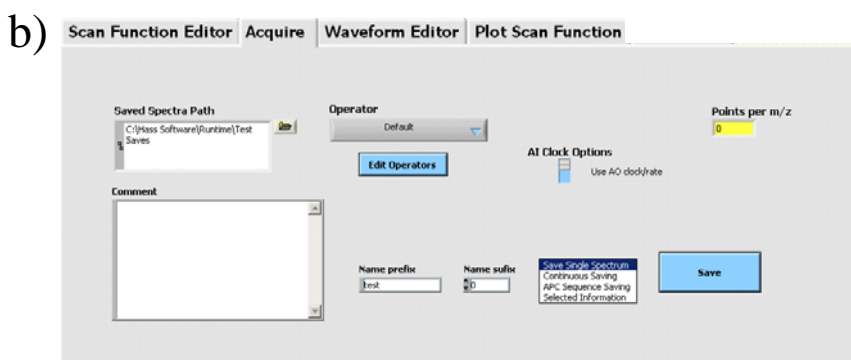 b)
Scan Function Editor Acquire Waveform Editor Plot Scan Function
Saved Spectra Path
C:\Hass Software\Runtime\Test
Saves
Operator
Default
Edit Operators
Points per m/z
0
AI Clock Options
Use AO clock/rate
Comment
Name prefix
test
Name sufix
0
Save Single Spectrum
Continuous Saving
APC Sequence Saving
Selected Information
Save